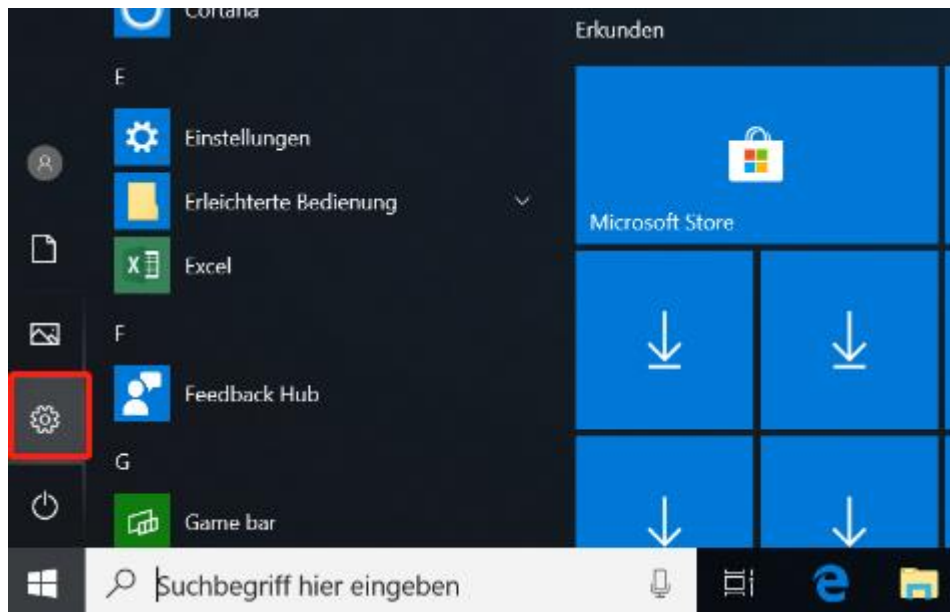 Cortana
E
Einstellungen
Erleichterte Bedienung
Excel
F
Feedback Hub
G
Game bar
Erkunden
Microsoft Store
Suchbegriff hier eingeben